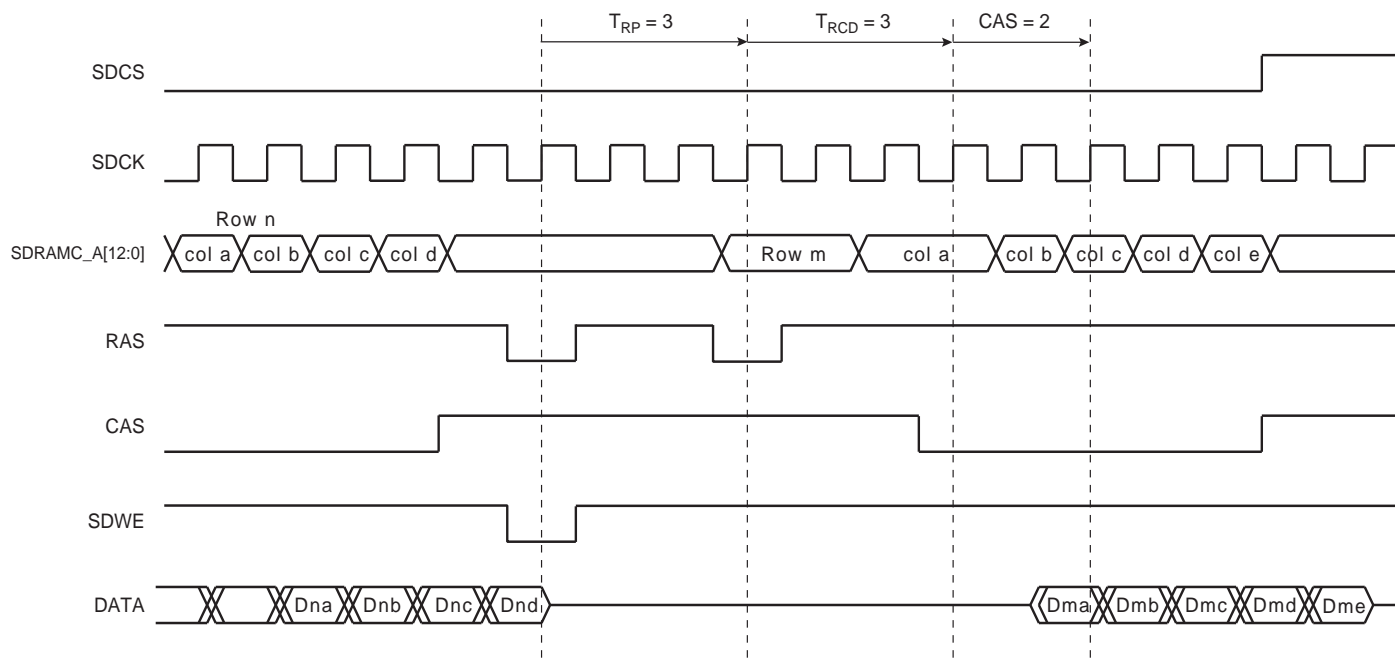 T_RP = 3 T_RCD = 3 CAS = 2
SDCS
SDCK
Row n
SDRAMC_A[12:0] col a col b col c col d Row m col a col b col c col d col e
RAS
CAS
SDWE
DATA Dna Dnb Dnc Dnd Dma Dmb Dmc Dmd Dme